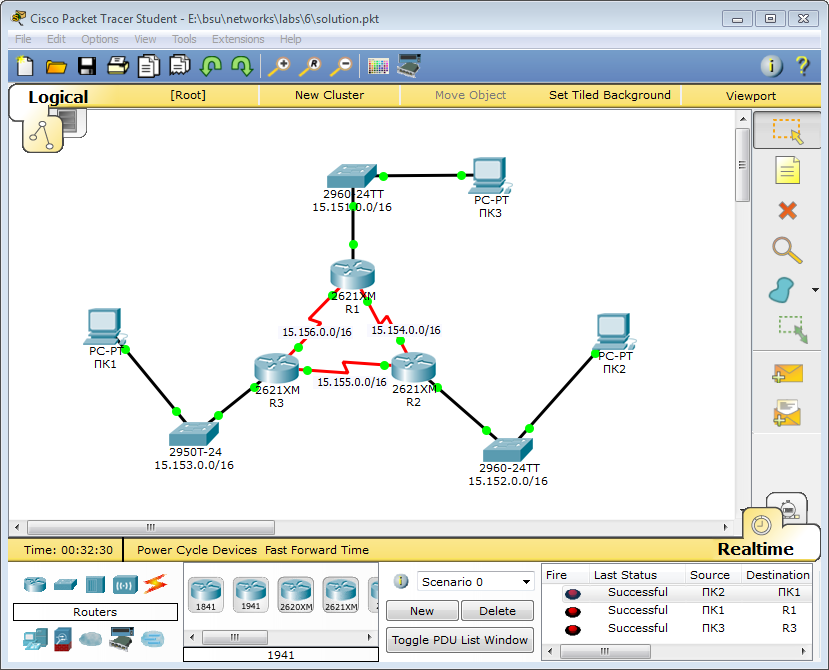 Cisco Packet Tracer Student - E:\bsu\networks\labs\6\solution.pkt
File Edit Options View Tools Extensions Help
Logical [Root] New Cluster Move Object Set Tiled Background Viewport
2960-24TT
15.151.0.0/16
PC-PT
ПК3
2621XM
R1
15.156.0.0/16
15.154.0.0/16
PC-PT
ПК1
PC-PT
ПК2
15.155.0.0/16
2621XM
R3
2621XM
R2
2950T-24
15.153.0.0/16
2960-24TT
15.152.0.0/16
Time: 00:32:30 Power Cycle Devices Fast Forward Time
Realtime
Routers
1841 1941 2620XM 2621XM
1941
Scenario 0
New Delete
Toggle PDU List Window
Fire Last Status Source Destination
Successful ПК2 ПК1
Successful ПК1 R1
Successful ПК3 R3